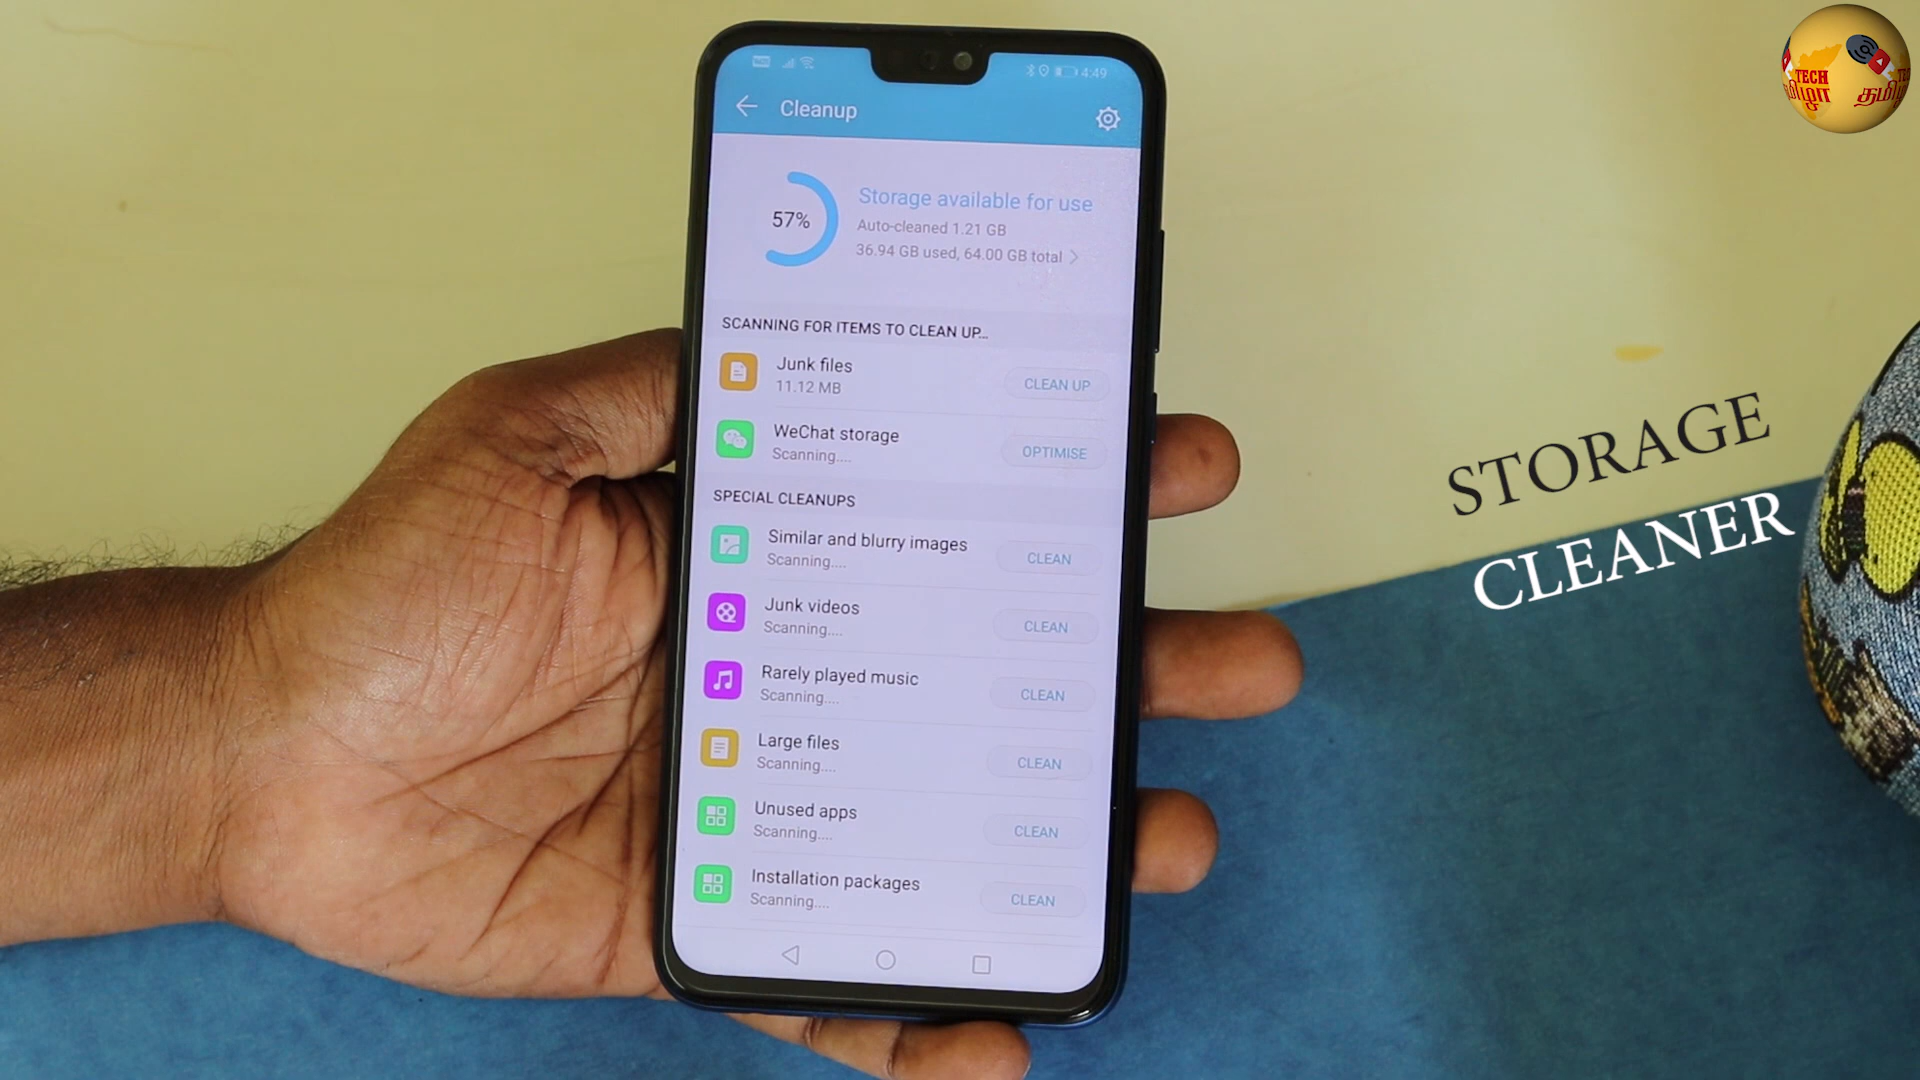 4:49
Cleanup
57%
Storage available for use
Auto-cleaned 1.21 GB
36.94 GB used, 64.00 GB total
SCANNING FOR ITEMS TO CLEAN UP...
Junk files
11.12 MB
CLEAN UP
WeChat storage
Scanning....
OPTIMISE
SPECIAL CLEANUPS
Similar and blurry images
Scanning....
CLEAN
Junk videos
Scanning....
CLEAN
Rarely played music
Scanning....
CLEAN
Large files
Scanning....
CLEAN
Unused apps
Scanning....
CLEAN
Installation packages
Scanning....
CLEAN
STORAGE
CLEANER
TECH